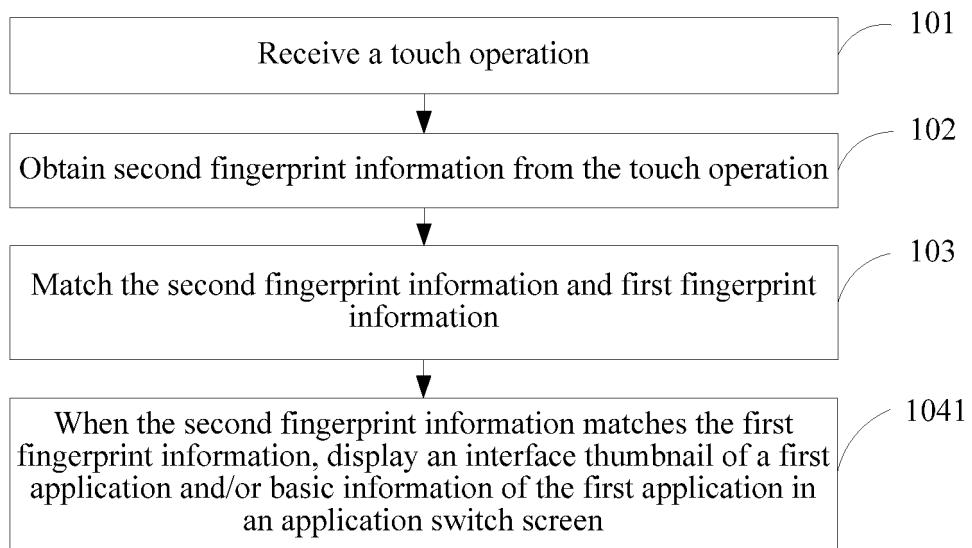 101
Receive a touch operation
102
Obtain second fingerprint information from the touch operation
103
Match the second fingerprint information and first fingerprint
information
1041
When the second fingerprint information matches the first
fingerprint information, display an interface thumbnail of a first
application and/or basic information of the first application in
an application switch screen